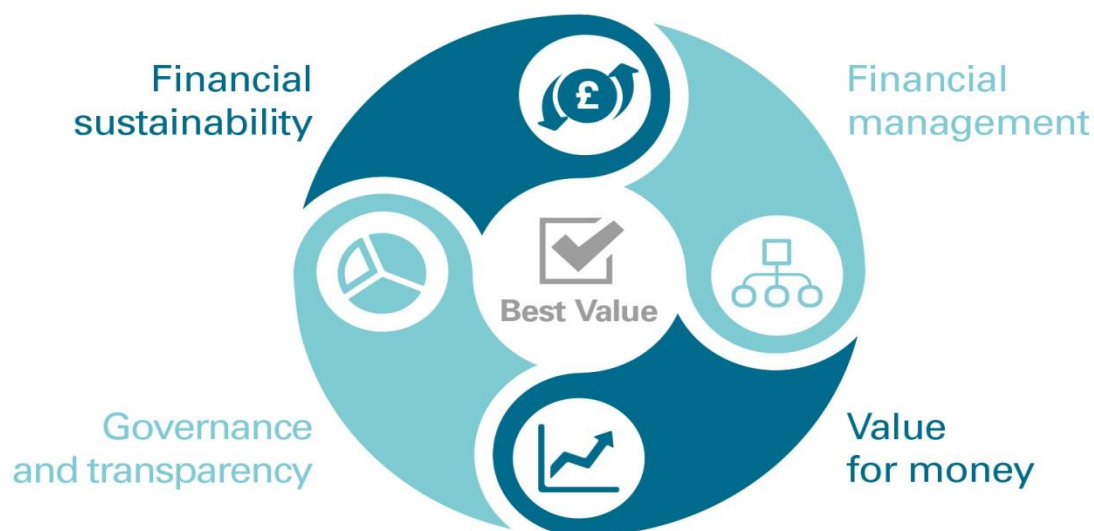 Financial
sustainability
£
Financial
management
Best Value
Governance
and transparency
Value
for money